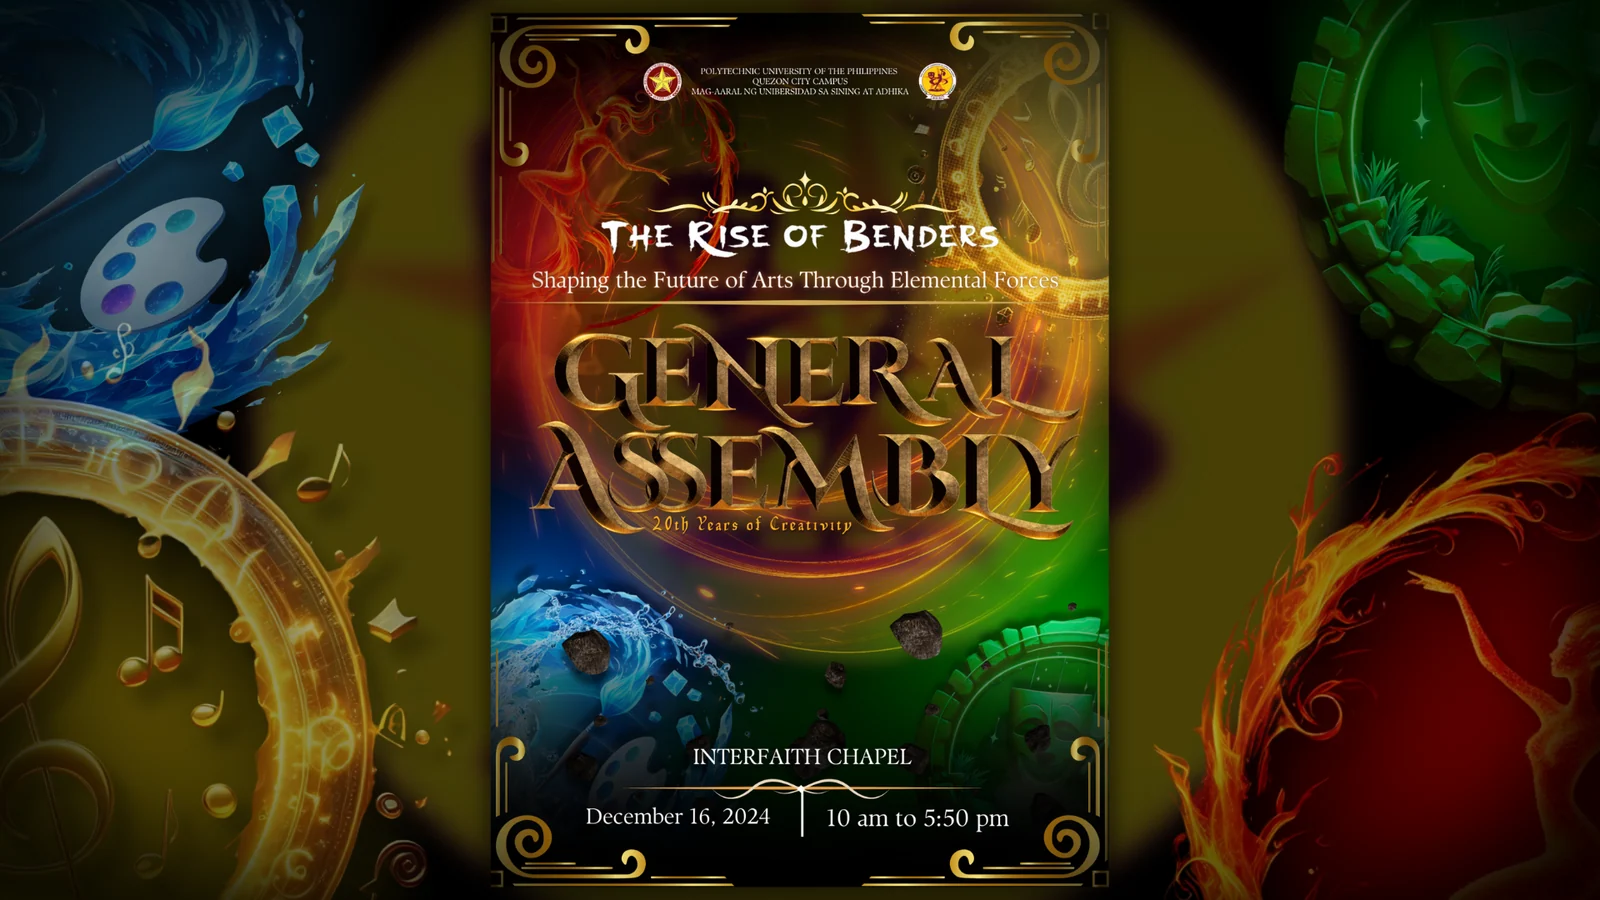 POLYTECHNIC UNIVERSITY OF THE PHILIPPINES
QUEZON CITY CAMPUS
MAG-AARAL NG UNIBERSIDAD SA SINING AT ADHIKA
THE RISE OF BENDERS
Shaping the Future of Arts Through Elemental Forces
GENERAL
ASSEMBLY
20th Years of Creativity
INTERFAITH CHAPEL
December 16, 2024
10 am to 5:50 pm